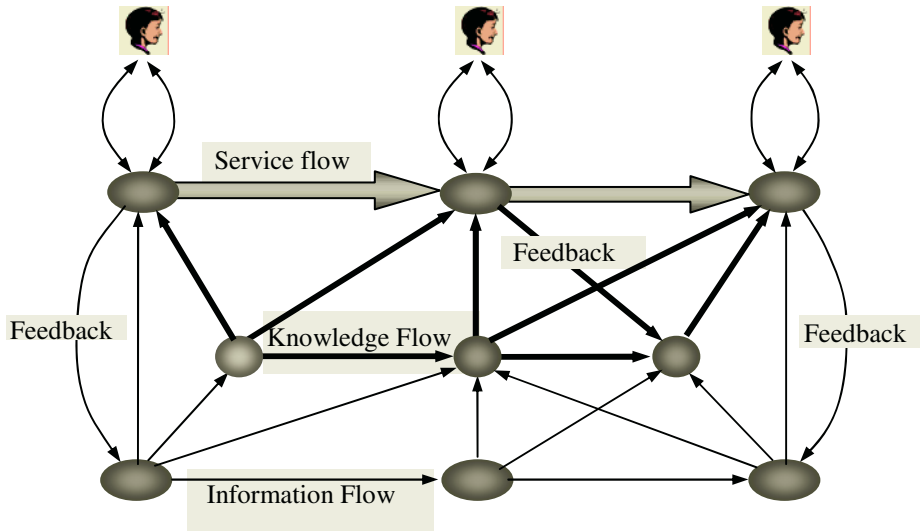 Service flow
Feedback
Feedback
Knowledge Flow
Feedback
Information Flow